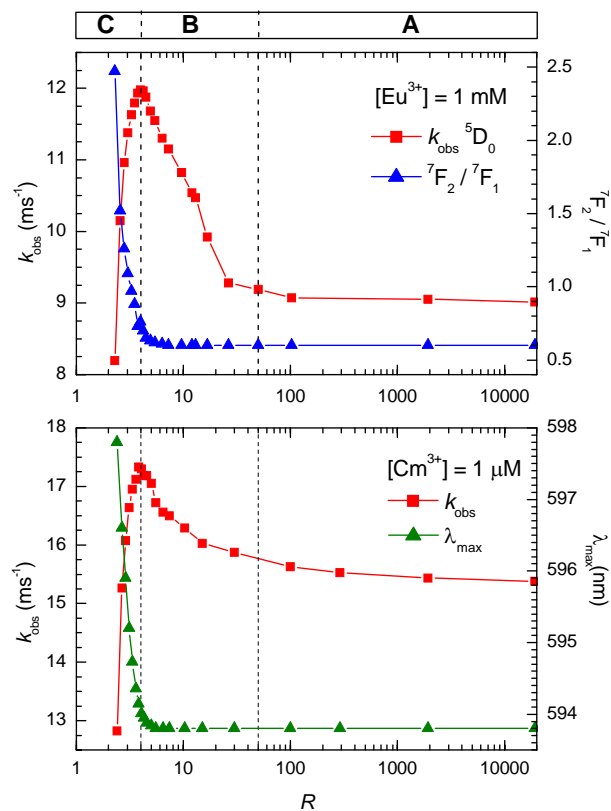 C B A
[Eu³⁺] = 1 mM
k_obs ⁵D₀
⁷F₂ / ⁷F₁
k_obs (ms⁻¹)
12
11
10
9
8
⁷F₂ / ⁷F₁
2.5
2.0
1.5
1.0
0.5
1 10 100 1000 10000
[Cm³⁺] = 1 μM
k_obs
λ_max
k_obs (ms⁻¹)
18
17
16
15
14
13
λ_max (nm)
598
597
596
595
594
1 10 100 1000 10000
R